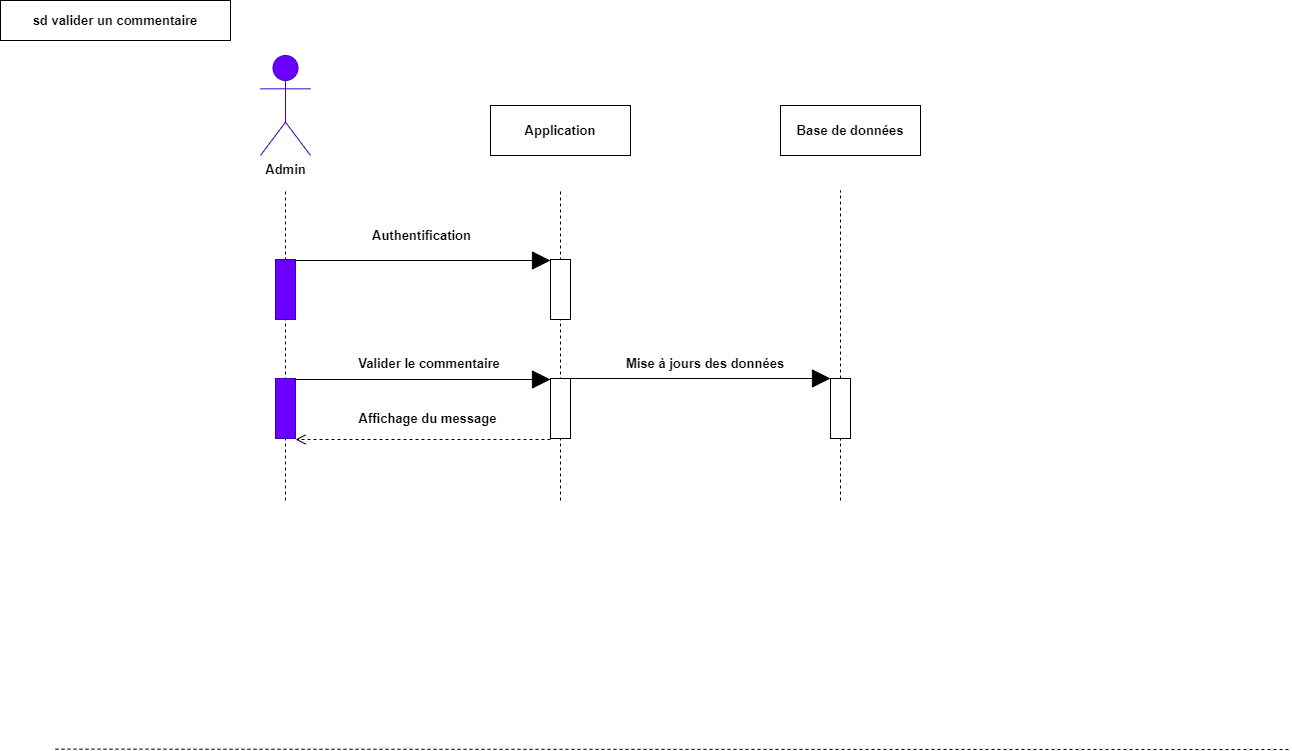 sd valider un commentaire
Application
Base de données
Admin
Authentification
Valider le commentaire
Mise à jours des données
Affichage du message